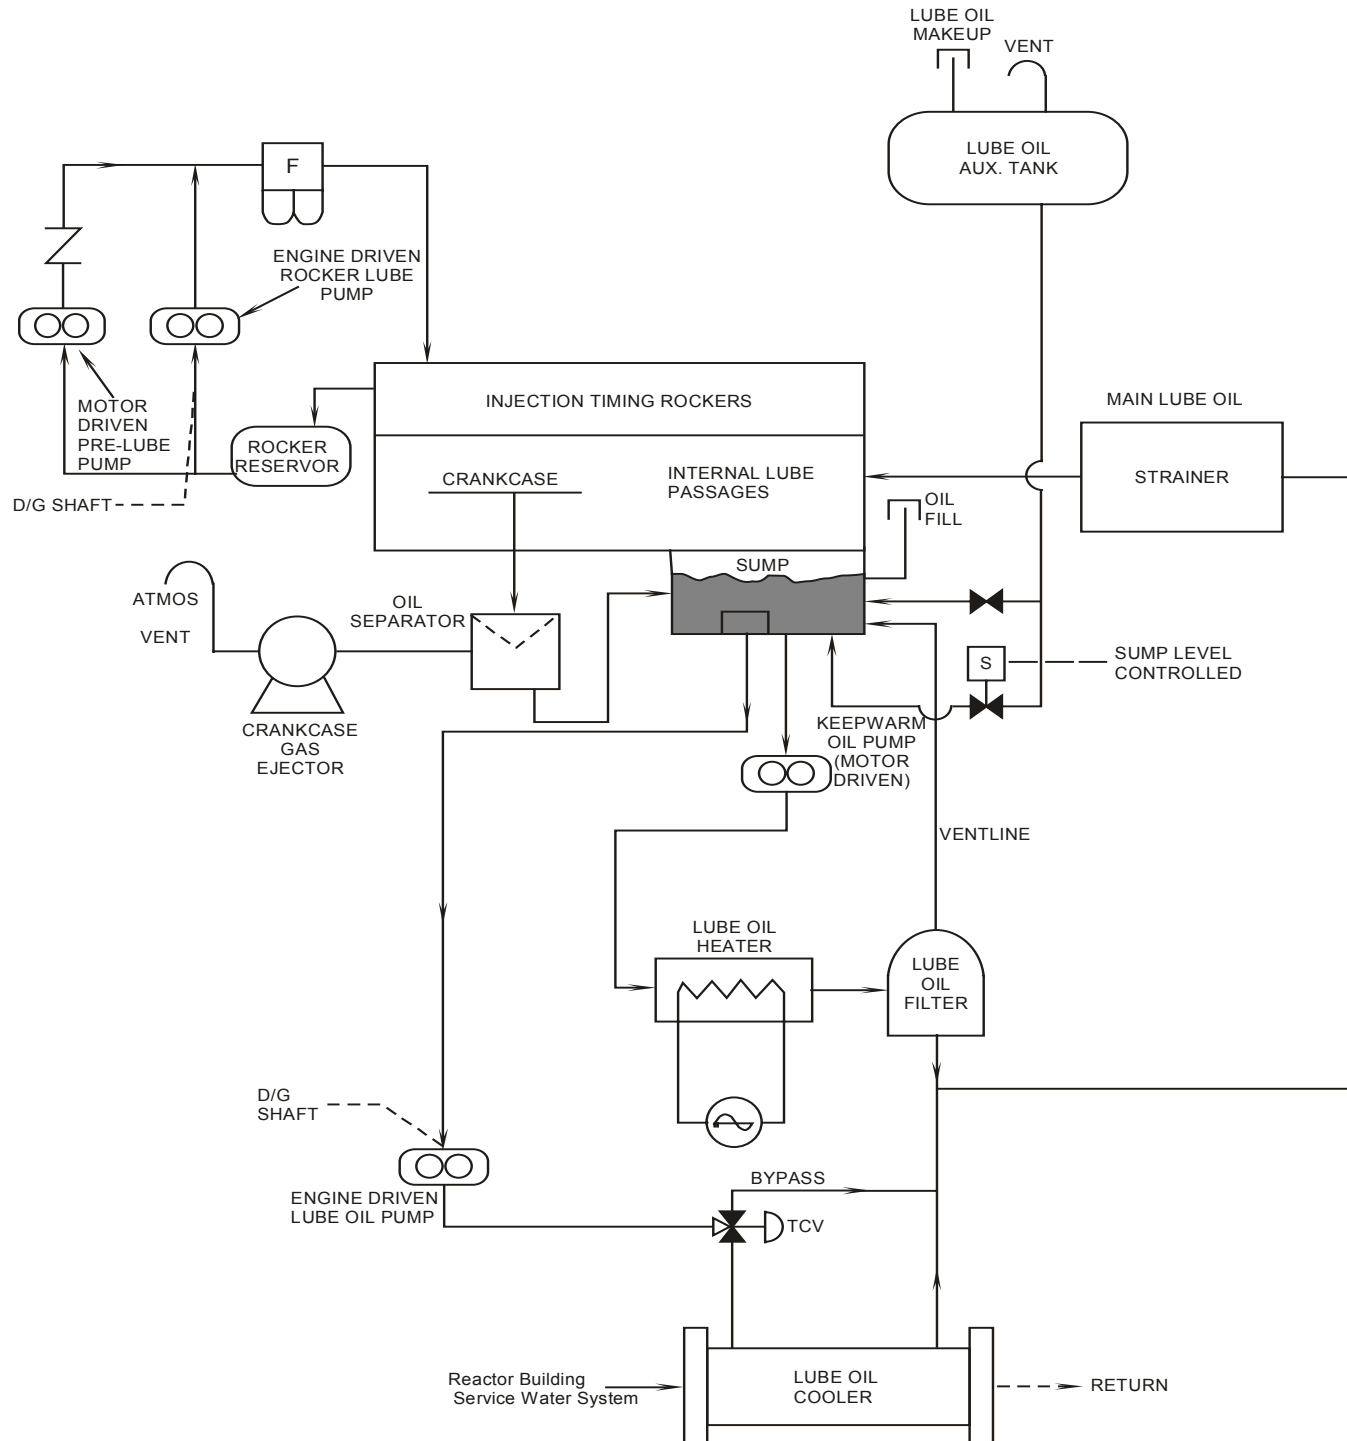 LUBE OIL
MAKEUP
VENT
LUBE OIL
AUX. TANK
F
ENGINE DRIVEN
ROCKER LUBE
PUMP
MOTOR
DRIVEN
PRE-LUBE
PUMP
D/G SHAFT
ROCKER
RESERVOR
INJECTION TIMING ROCKERS
CRANKCASE
INTERNAL LUBE
PASSAGES
MAIN LUBE OIL
STRAINER
OIL
FILL
SUMP
ATMOS
VENT
OIL
SEPARATOR
CRANKCASE
GAS
EJECTOR
S
SUMP LEVEL
CONTROLLED
KEEPWARM
OIL PUMP
(MOTOR
DRIVEN)
VENTLINE
LUBE OIL
HEATER
LUBE
OIL
FILTER
D/G
SHAFT
ENGINE DRIVEN
LUBE OIL PUMP
BYPASS
TCV
Reactor Building
Service Water System
LUBE OIL
COOLER
RETURN